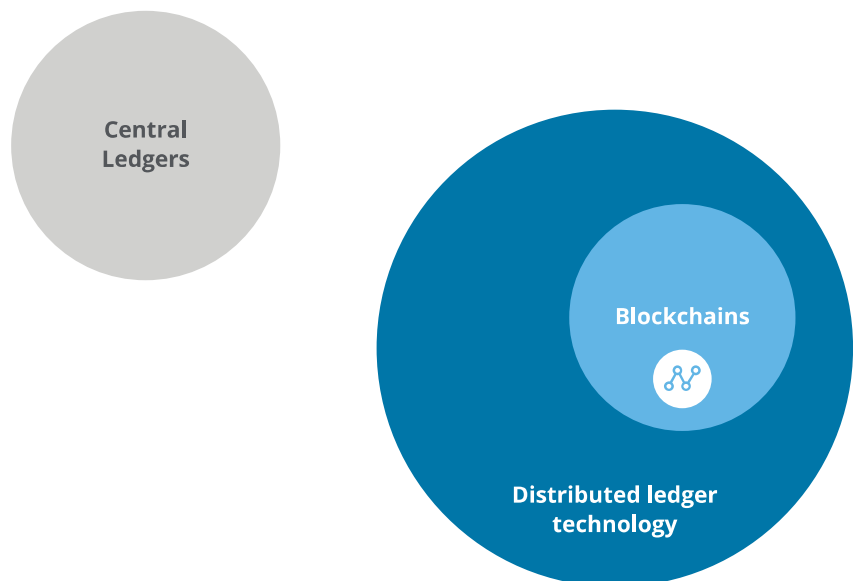 Central
Ledgers
Blockchains
Distributed ledger
technology